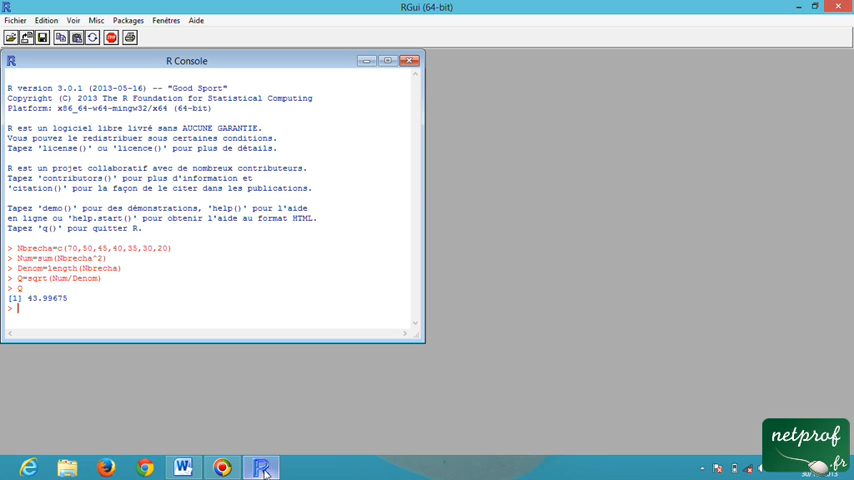 RGui (64-bit)
Fichier Edition Voir Misc Packages Fenêtres Aide
STOP
R Console
R version 3.0.1 (2013-05-16) -- "Good Sport"
Copyright (C) 2013 The R Foundation for Statistical Computing
Platform: x86_64-w64-mingw32/x64 (64-bit)
R est un logiciel libre livré sans AUCUNE GARANTIE.
Vous pouvez le redistribuer sous certaines conditions.
Tapez 'license()' ou 'licence()' pour plus de détails.
R est un projet collaboratif avec de nombreux contributeurs.
Tapez 'contributors()' pour plus d'information et
'citation()' pour la façon de le citer dans les publications.
Tapez 'demo()' pour des démonstrations, 'help()' pour l'aide
en ligne ou 'help.start()' pour obtenir l'aide au format HTML.
Tapez 'q()' pour quitter R.
> Nbrecha=c(70,50,45,40,35,30,20)
> Num=sum(Nbrecha^2)
> Denom=length(Nbrecha)
> Q=sqrt(Num/Denom)
> Q
[1] 43.99675
>
netprof
.fr